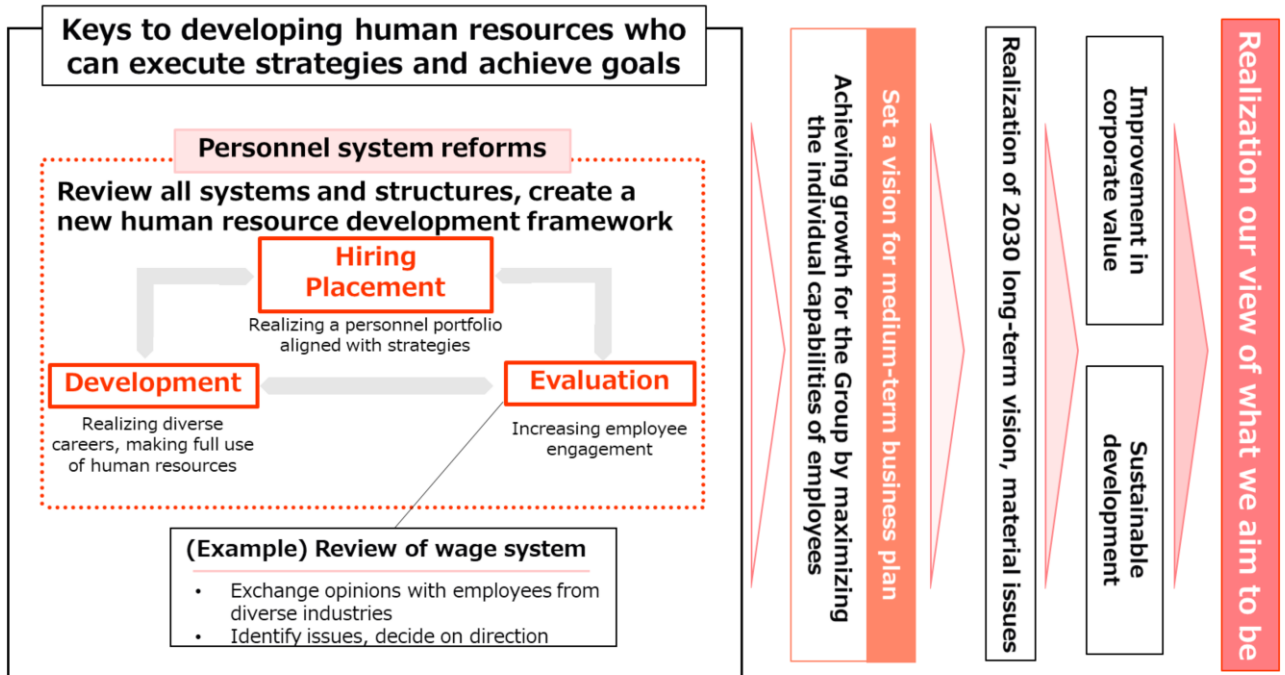 Keys to developing human resources who
can execute strategies and achieve goals
Personnel system reforms
Review all systems and structures, create a
new human resource development framework
Hiring
Placement
Realizing a personnel portfolio
aligned with strategies
Development
Realizing diverse
careers, making full use
of human resources
Evaluation
Increasing employee
engagement
(Example) Review of wage system
• Exchange opinions with employees from
diverse industries
• Identify issues, decide on direction
Set a vision for medium-term business plan
Achieving growth for the Group by maximizing
the individual capabilities of employees
Realization of 2030 long-term vision, material issues
Improvement in
corporate value
Sustainable
development
Realization our view of what we aim to be